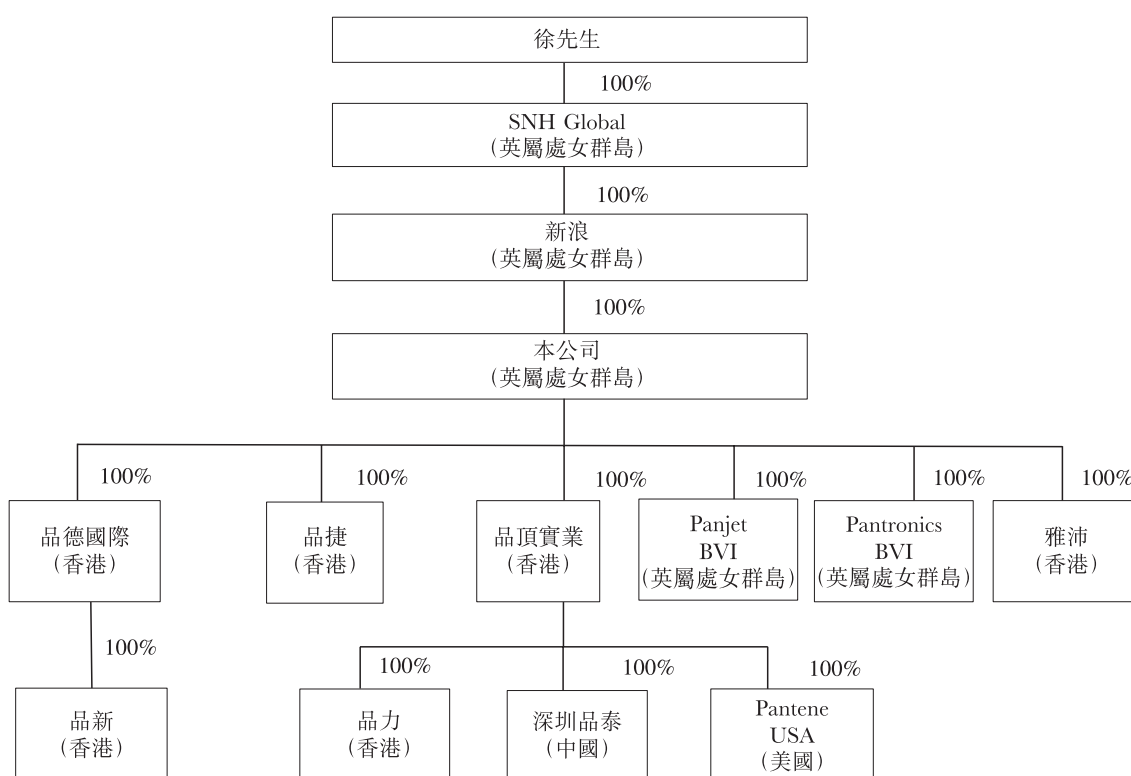 徐先生
100%
SNH Global
(英屬處女群島)
100%
新浪
(英屬處女群島)
100%
本公司
(英屬處女群島)
100%
100%
100%
100%
100%
100%
品德國際
(香港)
品捷
(香港)
品頂實業
(香港)
Panjet
BVI
(英屬處女群島)
Pantronics
BVI
(英屬處女群島)
雅沛
(香港)
100%
100%
100%
100%
品新
(香港)
品力
(香港)
深圳品泰
(中國)
Pantene
USA
(美國)